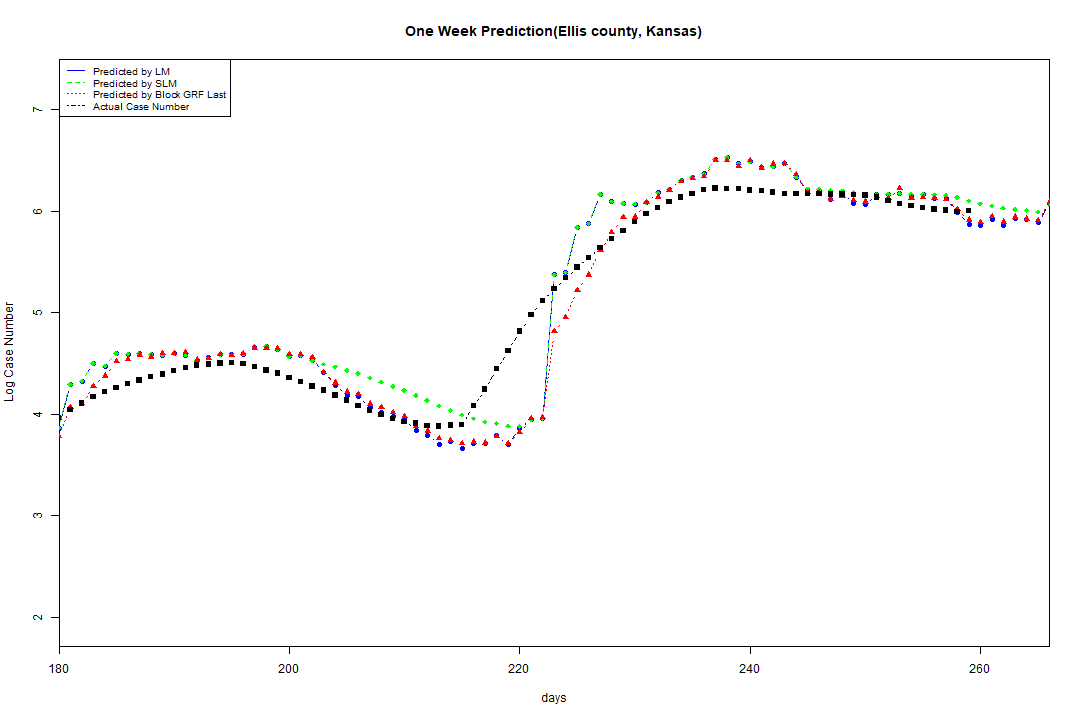 One Week Prediction(Ellis county, Kansas)
Predicted by LM
Predicted by SLM
Predicted by Block GRF Last
Actual Case Number
7
6
5
4
3
2
Log Case Number
180 200 220 240 260
days